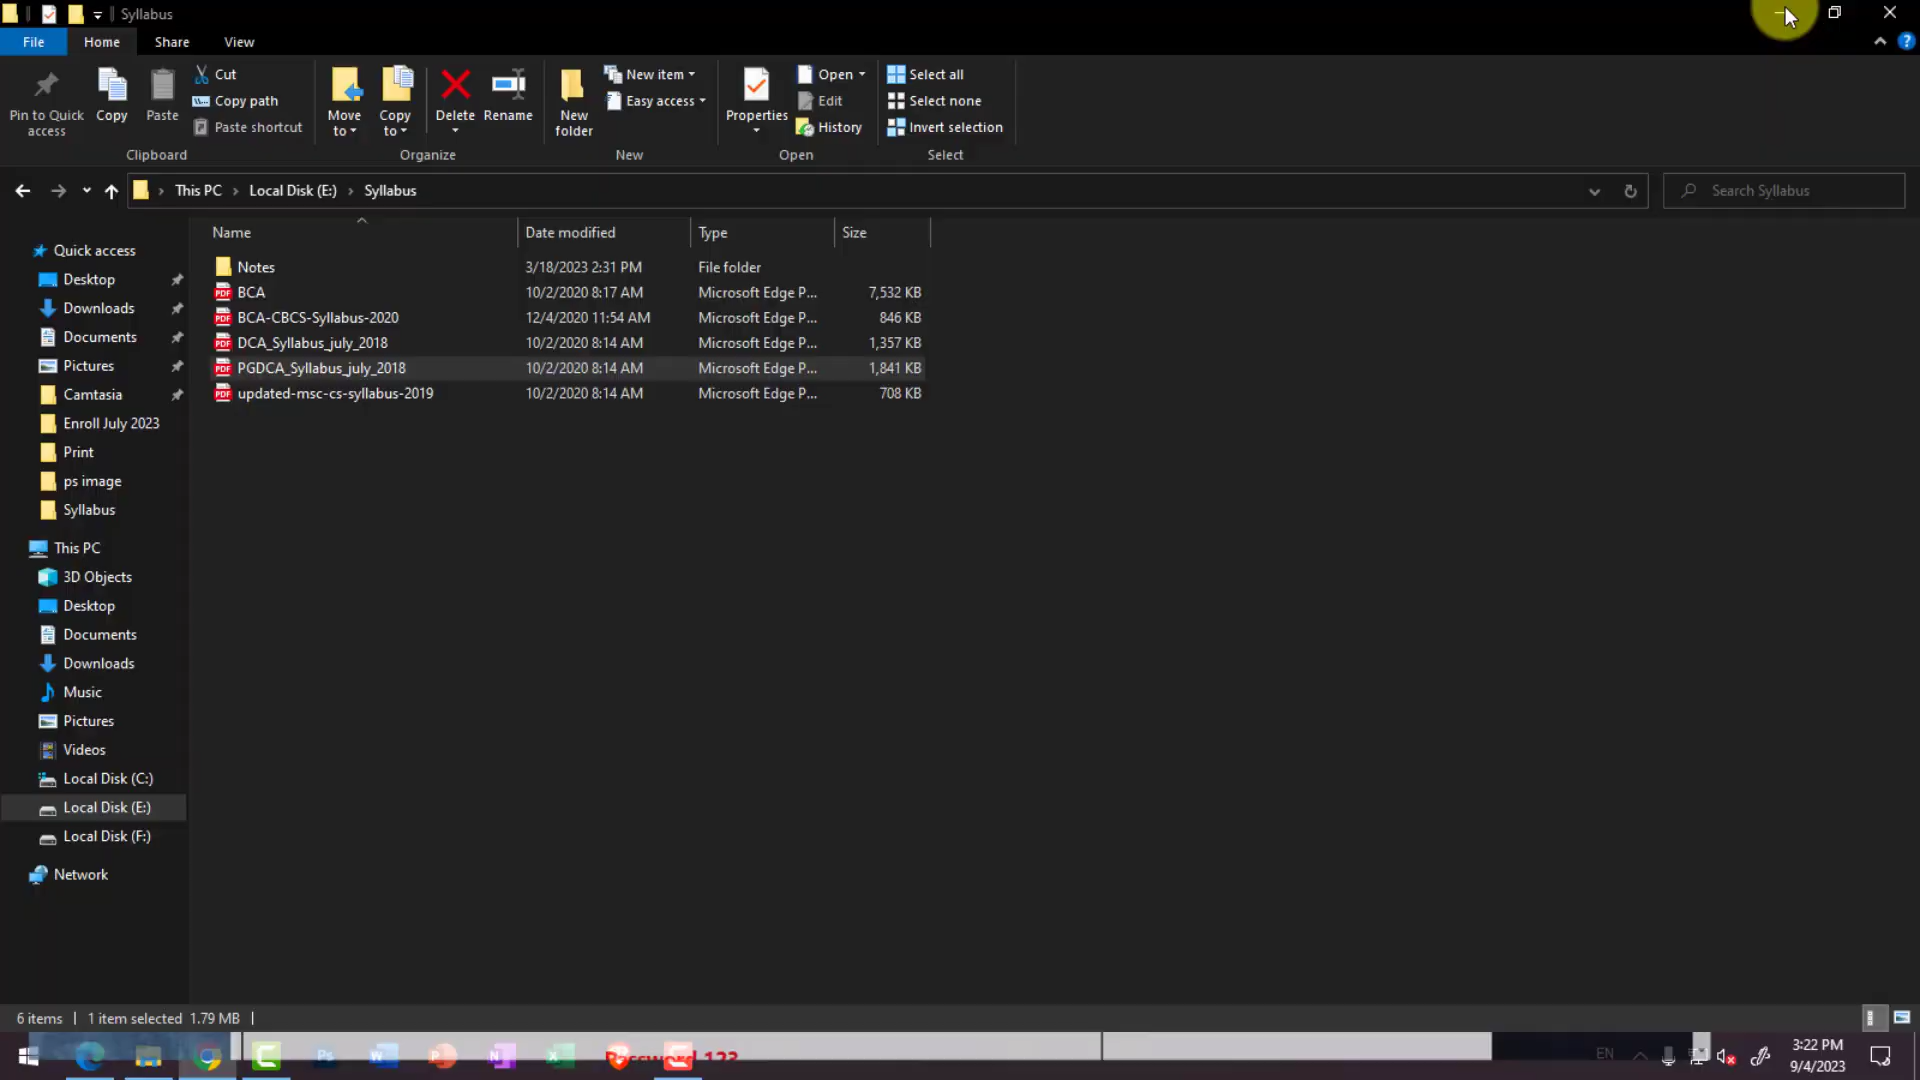 Syllabus
File Home Share View
Pin to Quick access
Copy
Paste
Cut
Copy path
Paste shortcut
Clipboard
Move to
Copy to
Delete
Rename
Organize
New folder
New item
Easy access
New
Properties
Open
Edit
History
Open
Select all
Select none
Invert selection
Select
This PC > Local Disk (E:) > Syllabus
Search Syllabus
Name Date modified Type Size
Notes 3/18/2023 2:31 PM File folder
BCA 10/2/2020 8:17 AM Microsoft Edge P... 7,532 KB
BCA-CBCS-Syllabus-2020 12/4/2020 11:54 AM Microsoft Edge P... 846 KB
DCA_Syllabus_july_2018 10/2/2020 8:14 AM Microsoft Edge P... 1,357 KB
PGDCA_Syllabus_july_2018 10/2/2020 8:14 AM Microsoft Edge P... 1,841 KB
updated-msc-cs-syllabus-2019 10/2/2020 8:14 AM Microsoft Edge P... 708 KB
Quick access
Desktop
Downloads
Documents
Pictures
Camtasia
Enroll July 2023
Print
ps image
Syllabus
This PC
3D Objects
Desktop
Documents
Downloads
Music
Pictures
Videos
Local Disk (C:)
Local Disk (E:)
Local Disk (F:)
Network
6 items 1 item selected 1.79 MB
Password 123
EN
3:22 PM
9/4/2023